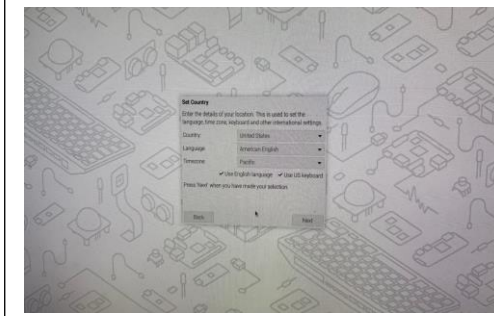 Set Country
Enter the details of your location. This is used to set the
language, time zone, keyboard and other international settings.
Country: United States
Language: American English
Timezone: Pacific
Use English language Use US keyboard
Press 'Next' when you have made your selection.
Back Next